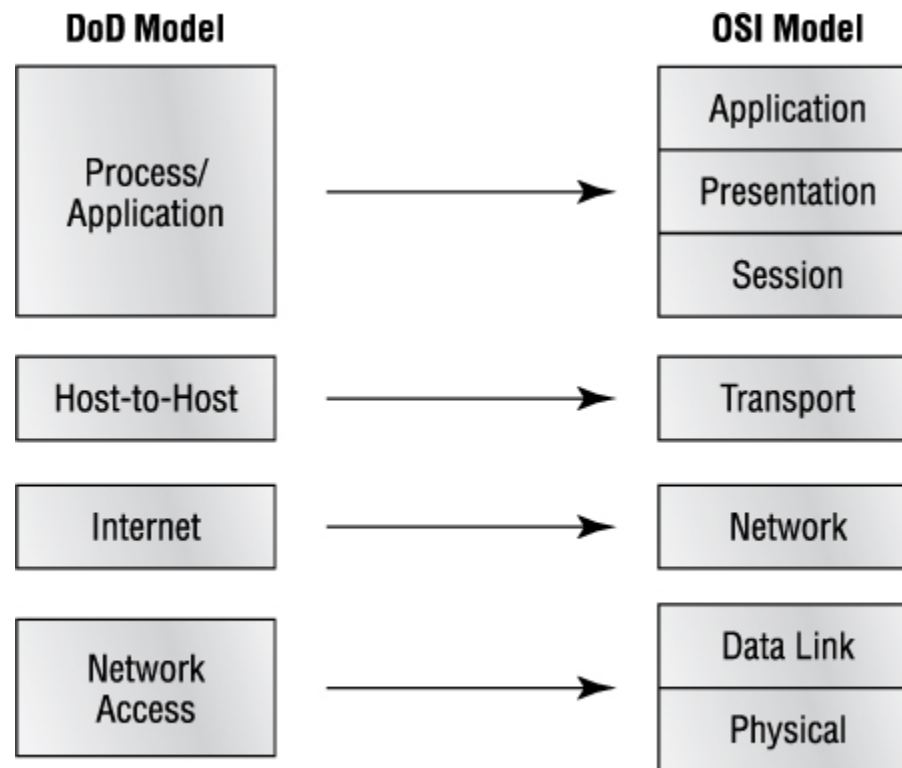 DoD Model
OSI Model
Process/
Application
Application
Presentation
Session
Host-to-Host
Transport
Internet
Network
Network
Access
Data Link
Physical